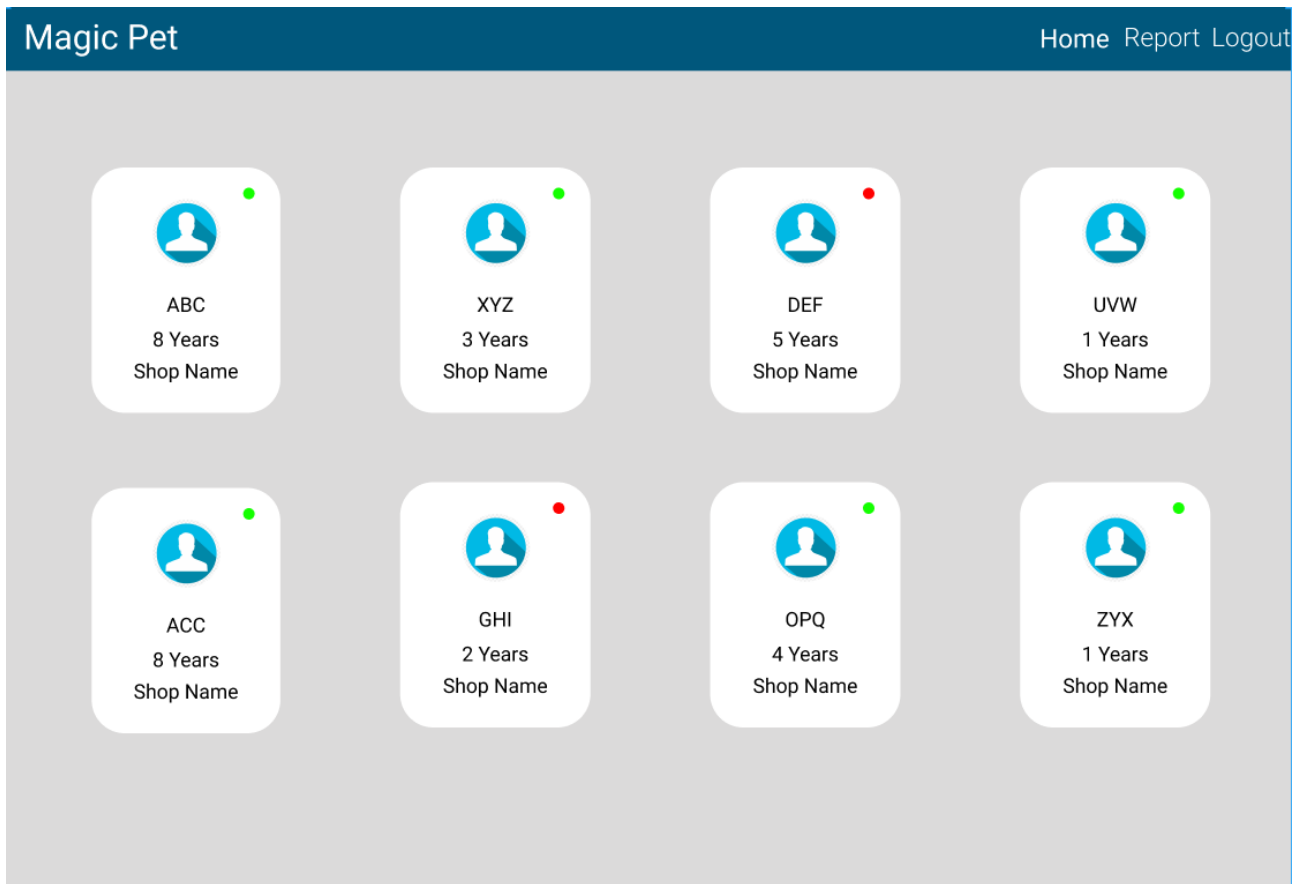 Magic Pet
Home Report Logout
ABC
8 Years
Shop Name
XYZ
3 Years
Shop Name
DEF
5 Years
Shop Name
UVW
1 Years
Shop Name
ACC
8 Years
Shop Name
GHI
2 Years
Shop Name
OPQ
4 Years
Shop Name
ZYX
1 Years
Shop Name